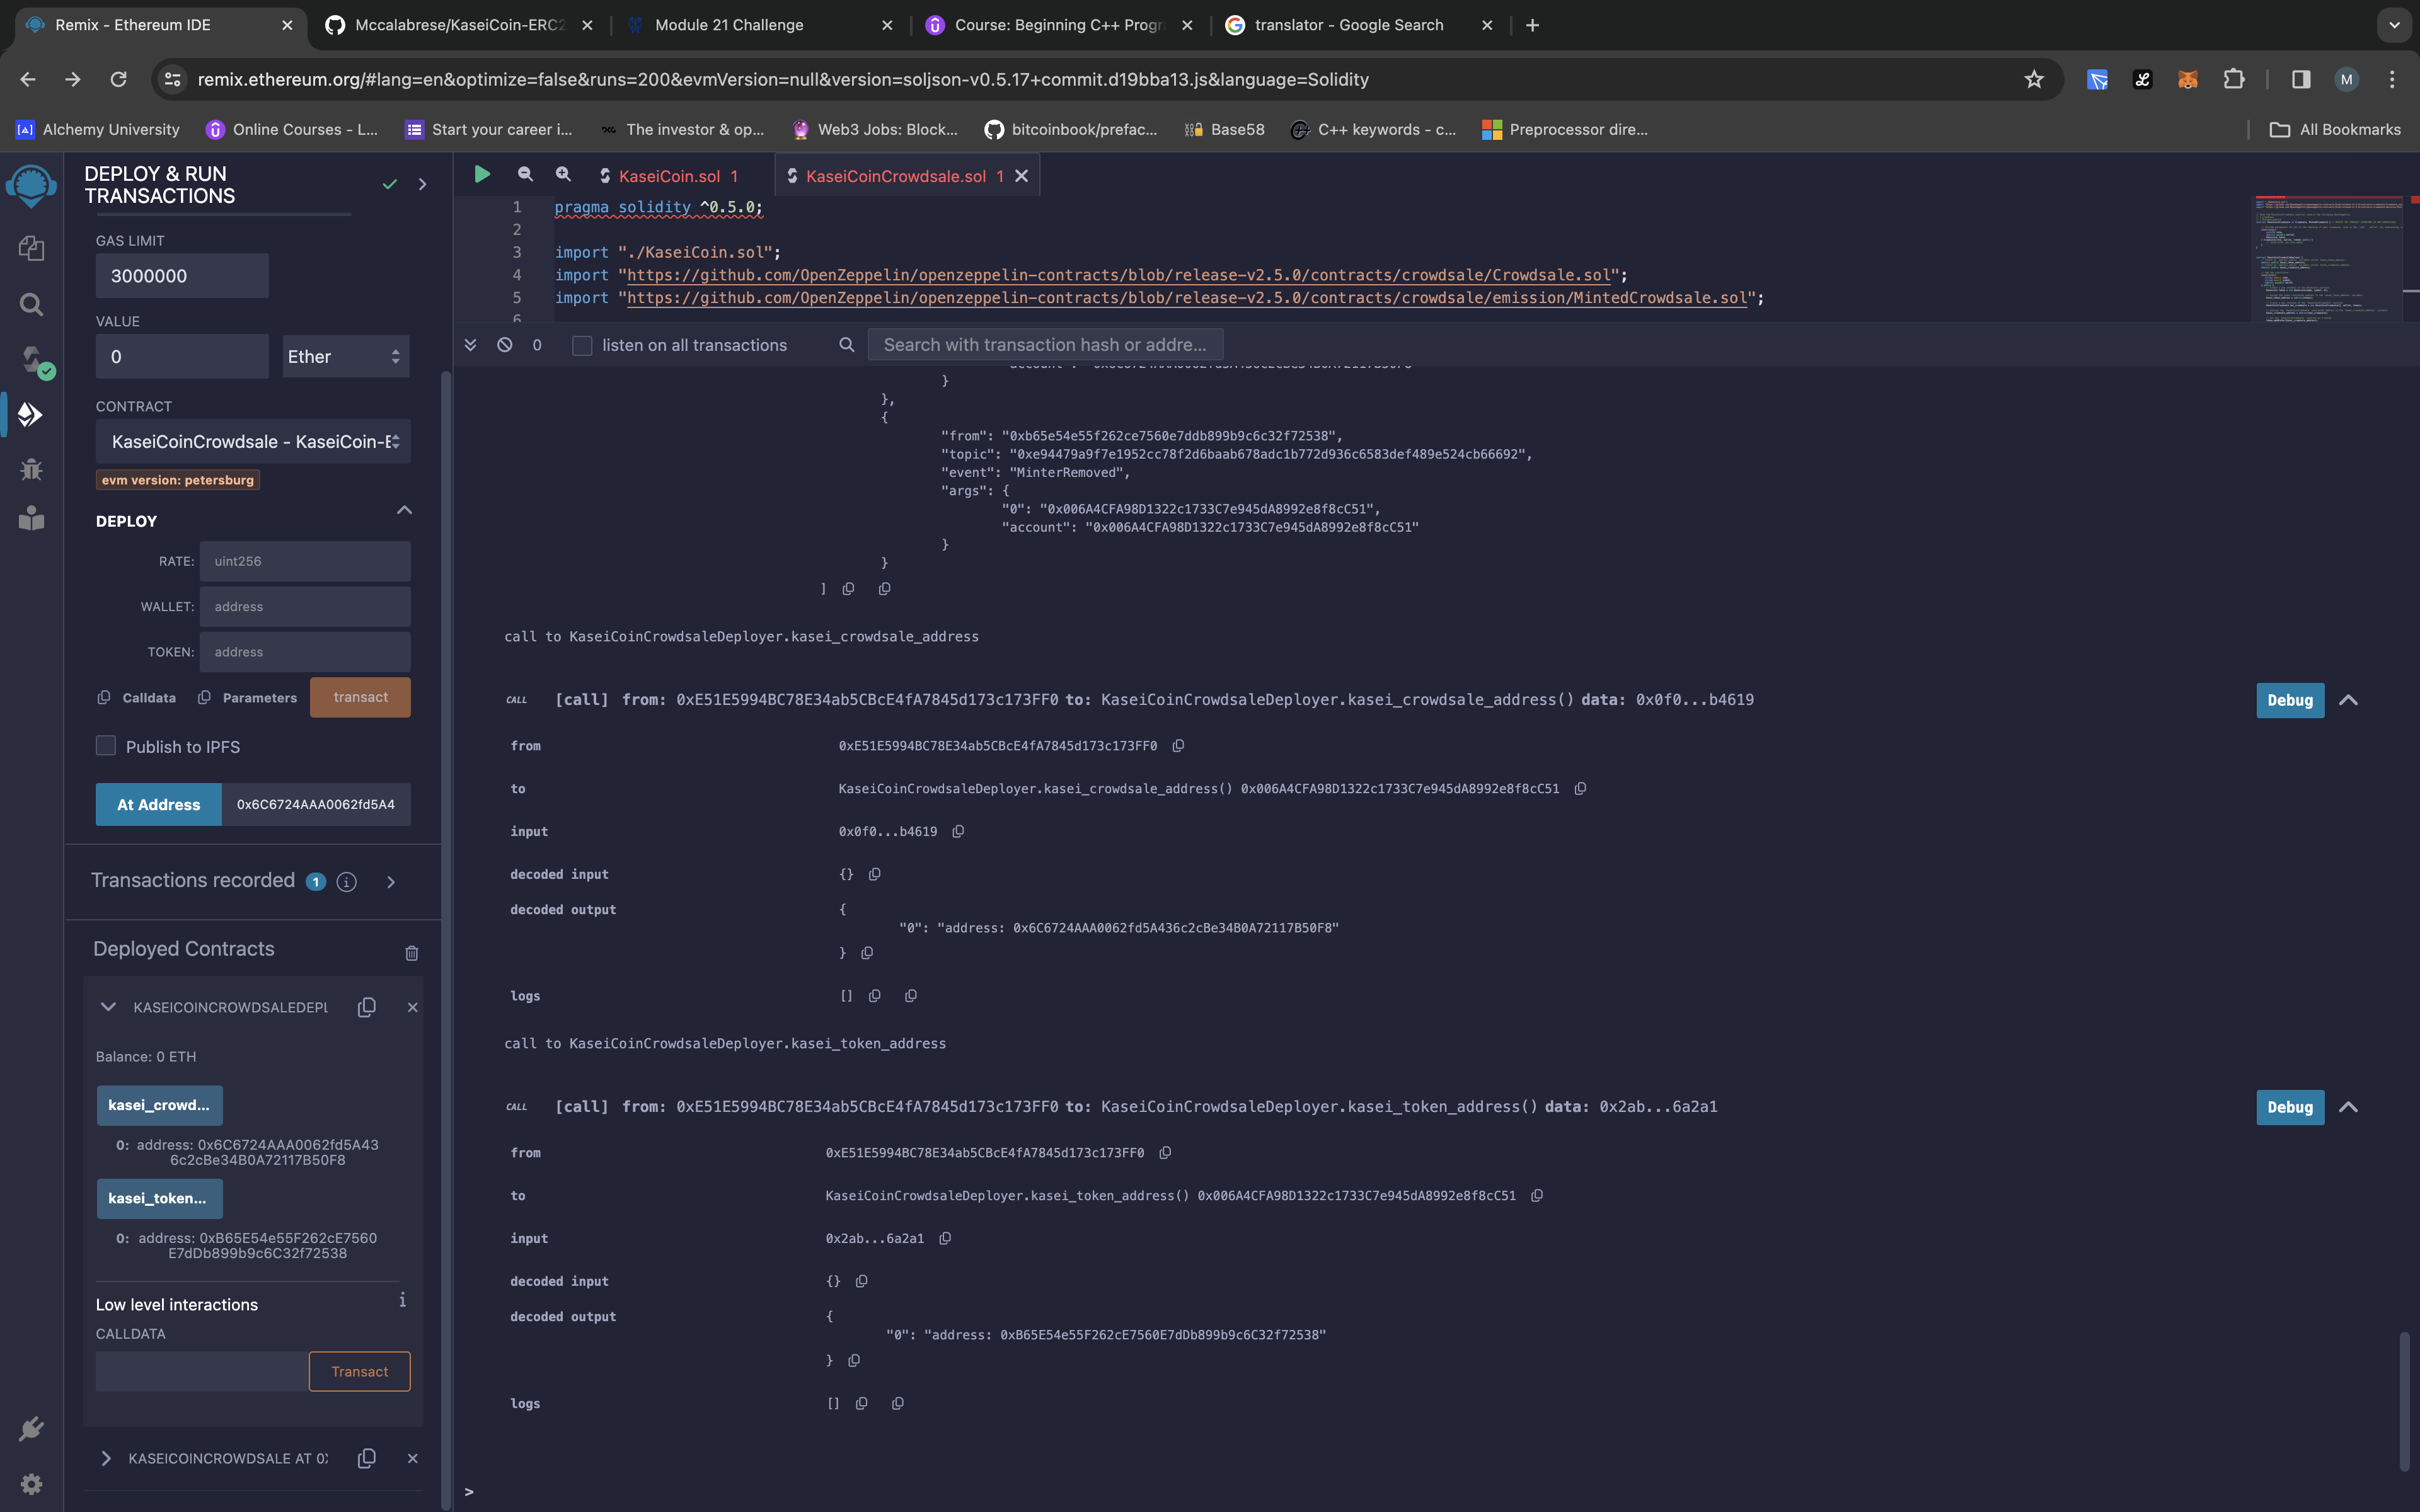 Remix - Ethereum IDE
Mccalabrese/KaseiCoin-ERC2
Module 21 Challenge
Course: Beginning C++ Progr
translator - Google Search
remix.ethereum.org/#lang=en&optimize=false&runs=200&evmVersion=null&version=soljson-v0.5.17+commit.d19bba13.js&language=Solidity
M
Alchemy University
Online Courses - L...
Start your career i...
The investor & op...
Web3 Jobs: Block...
bitcoinbook/prefac...
Base58
C++ keywords - c...
Preprocessor dire...
All Bookmarks
DEPLOY & RUN
TRANSACTIONS
GAS LIMIT
3000000
VALUE
0 Ether
CONTRACT
KaseiCoinCrowdsale - KaseiCoin-E
evm version: petersburg
DEPLOY
RATE: uint256
WALLET: address
TOKEN: address
Calldata Parameters transact
Publish to IPFS
At Address 0x6C6724AAA0062fd5A4
Transactions recorded 1 i
Deployed Contracts
KASEICOINCROWDSALEDEPL
Balance: 0 ETH
kasei_crowd...
0: address: 0x6C6724AAA0062fd5A43
6c2cBe34B0A72117B50F8
kasei_token...
0: address: 0xB65E54e55F262cE7560
E7dDb899b9c6C32f72538
Low level interactions i
CALLDATA
Transact
KASEICOINCROWDSALE AT 0X
KaseiCoin.sol 1
KaseiCoinCrowdsale.sol 1
1 pragma solidity ^0.5.0;
2
3 import "./KaseiCoin.sol";
4 import "https://github.com/OpenZeppelin/openzeppelin-contracts/blob/release-v2.5.0/contracts/crowdsale/Crowdsale.sol";
5 import "https://github.com/OpenZeppelin/openzeppelin-contracts/blob/release-v2.5.0/contracts/crowdsale/emission/MintedCrowdsale.sol";
6
0 listen on all transactions Search with transaction hash or addre...
}
},
{
"from": "0xb65e54e55f262ce7560e7ddb899b9c6c32f72538",
"topic": "0xe94479a9f7e1952cc78f2d6baab678adc1b772d936c6583def489e524cb66692",
"event": "MinterRemoved",
"args": {
"0": "0x006A4CFA98D1322c1733C7e945dA8992e8f8cC51",
"account": "0x006A4CFA98D1322c1733C7e945dA8992e8f8cC51"
}
}
]
call to KaseiCoinCrowdsaleDeployer.kasei_crowdsale_address
CALL [call] from: 0xE51E5994BC78E34ab5CBcE4fA7845d173c173FF0 to: KaseiCoinCrowdsaleDeployer.kasei_crowdsale_address() data: 0x0f0...b4619
Debug
from 0xE51E5994BC78E34ab5CBcE4fA7845d173c173FF0
to KaseiCoinCrowdsaleDeployer.kasei_crowdsale_address() 0x006A4CFA98D1322c1733C7e945dA8992e8f8cC51
input 0x0f0...b4619
decoded input {}
decoded output {
"0": "address: 0x6C6724AAA0062fd5A436c2cBe34B0A72117B50F8"
}
logs []
call to KaseiCoinCrowdsaleDeployer.kasei_token_address
CALL [call] from: 0xE51E5994BC78E34ab5CBcE4fA7845d173c173FF0 to: KaseiCoinCrowdsaleDeployer.kasei_token_address() data: 0x2ab...6a2a1
Debug
from 0xE51E5994BC78E34ab5CBcE4fA7845d173c173FF0
to KaseiCoinCrowdsaleDeployer.kasei_token_address() 0x006A4CFA98D1322c1733C7e945dA8992e8f8cC51
input 0x2ab...6a2a1
decoded input {}
decoded output {
"0": "address: 0xB65E54e55F262cE7560E7dDb899b9c6C32f72538"
}
logs []
>